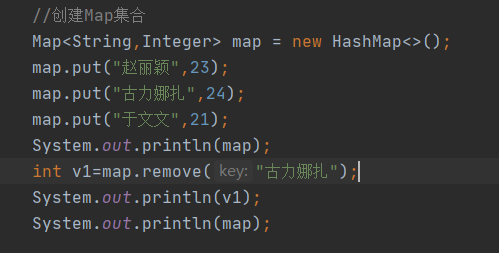 //创建Map集合
Map<String,Integer> map = new HashMap<>();
map.put("赵丽颖",23);
map.put("古力娜扎",24);
map.put("于文文",21);
System.out.println(map);
int v1=map.remove( key: "古力娜扎");
System.out.println(v1);
System.out.println(map);